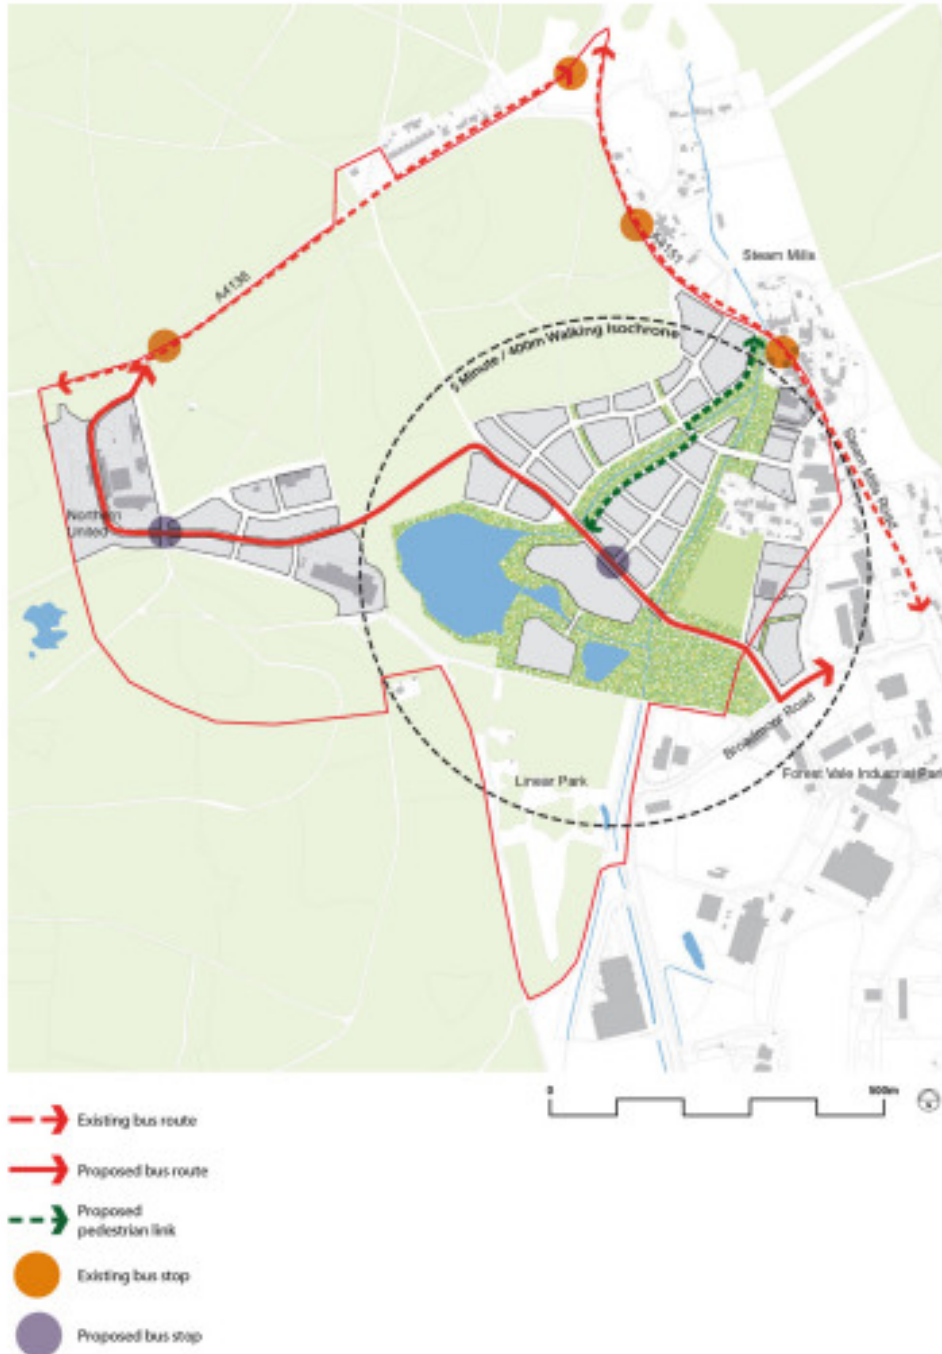 Steam Mills
A4151
A4136
5 Minute / 400m Walking Isochrone
Steam Mills Road
Northern
United
Broadmoor Road
Linear Park
Forest Vale Industrial Park
0
500m
Existing bus route
Proposed bus route
Proposed
pedestrian link
Existing bus stop
Proposed bus stop